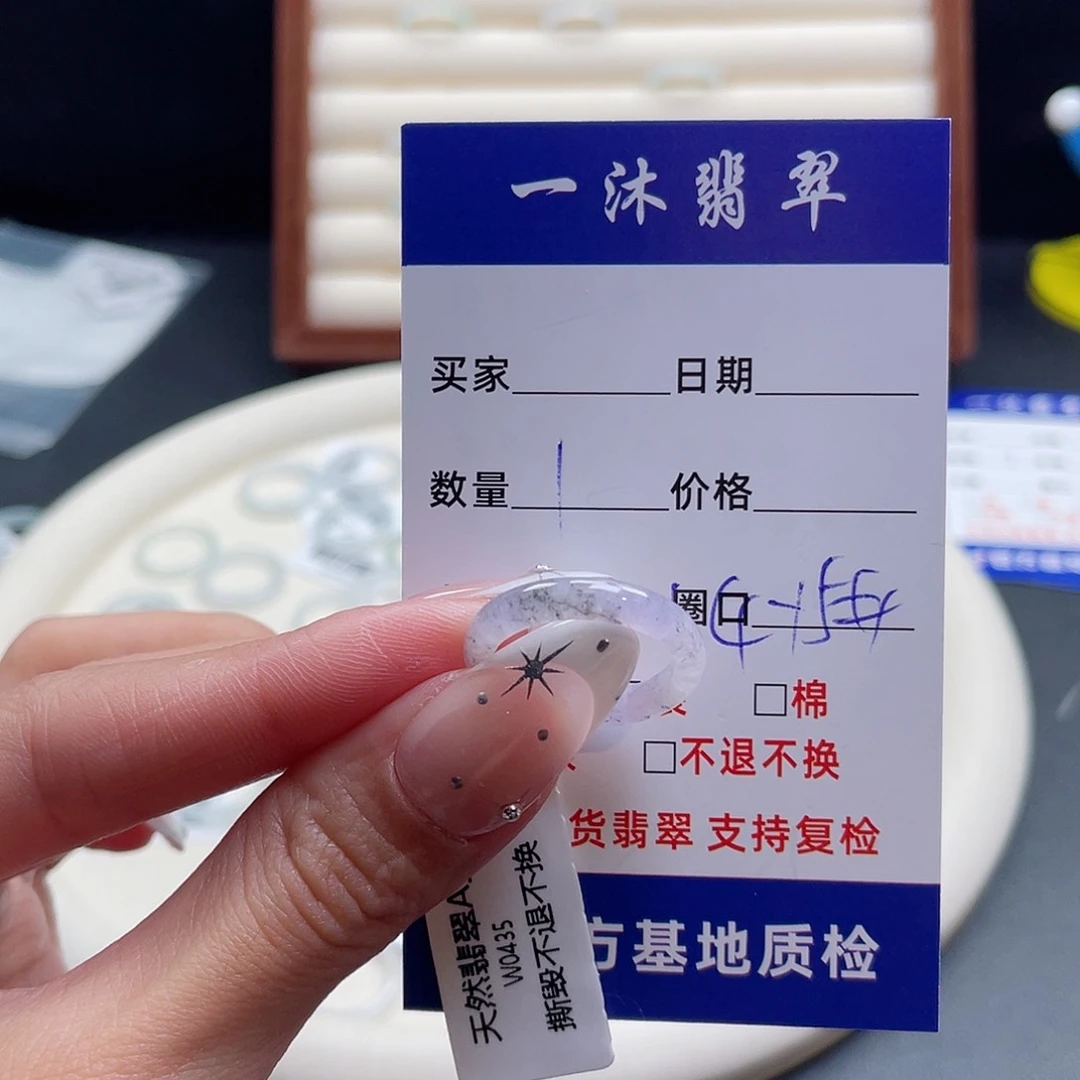 一沐翡翠
买家 日期
数量 1 价格
圈口
□棉
□不退不换
货翡翠 支持复检
方基地质检
天然翡翠A
W0435
撕毁不退不换